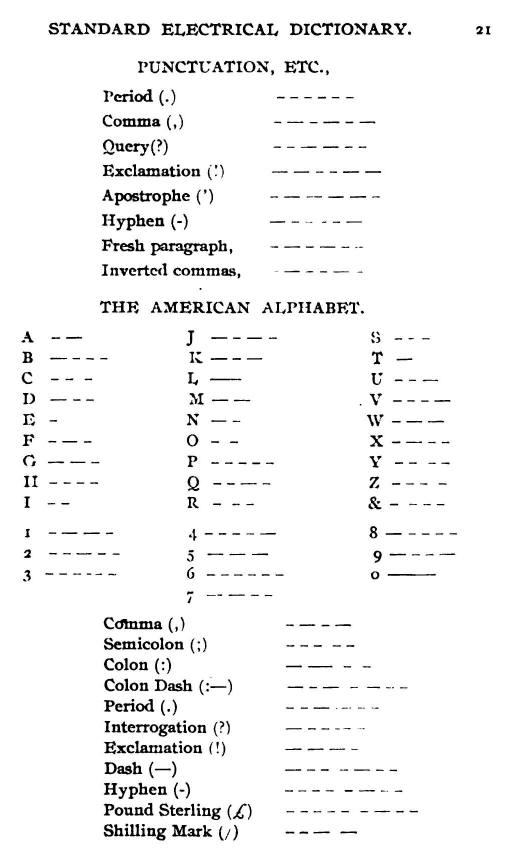 STANDARD ELECTRICAL DICTIONARY. 21
PUNCTUATION, ETC.,
Period (.)
Comma (,)
Query(?)
Exclamation (!)
Apostrophe (’)
Hyphen (-)
Fresh paragraph,
Inverted commas,
THE AMERICAN ALPHABET.
A J S
B K T
C L U
D M V
E N W
F O X
G P Y
H Q Z
I R &
1 4 8
2 5 9
3 6 0
7
Comma (,)
Semicolon (;)
Colon (:)
Colon Dash (:—)
Period (.)
Interrogation (?)
Exclamation (!)
Dash (—)
Hyphen (-)
Pound Sterling (£)
Shilling Mark (/)